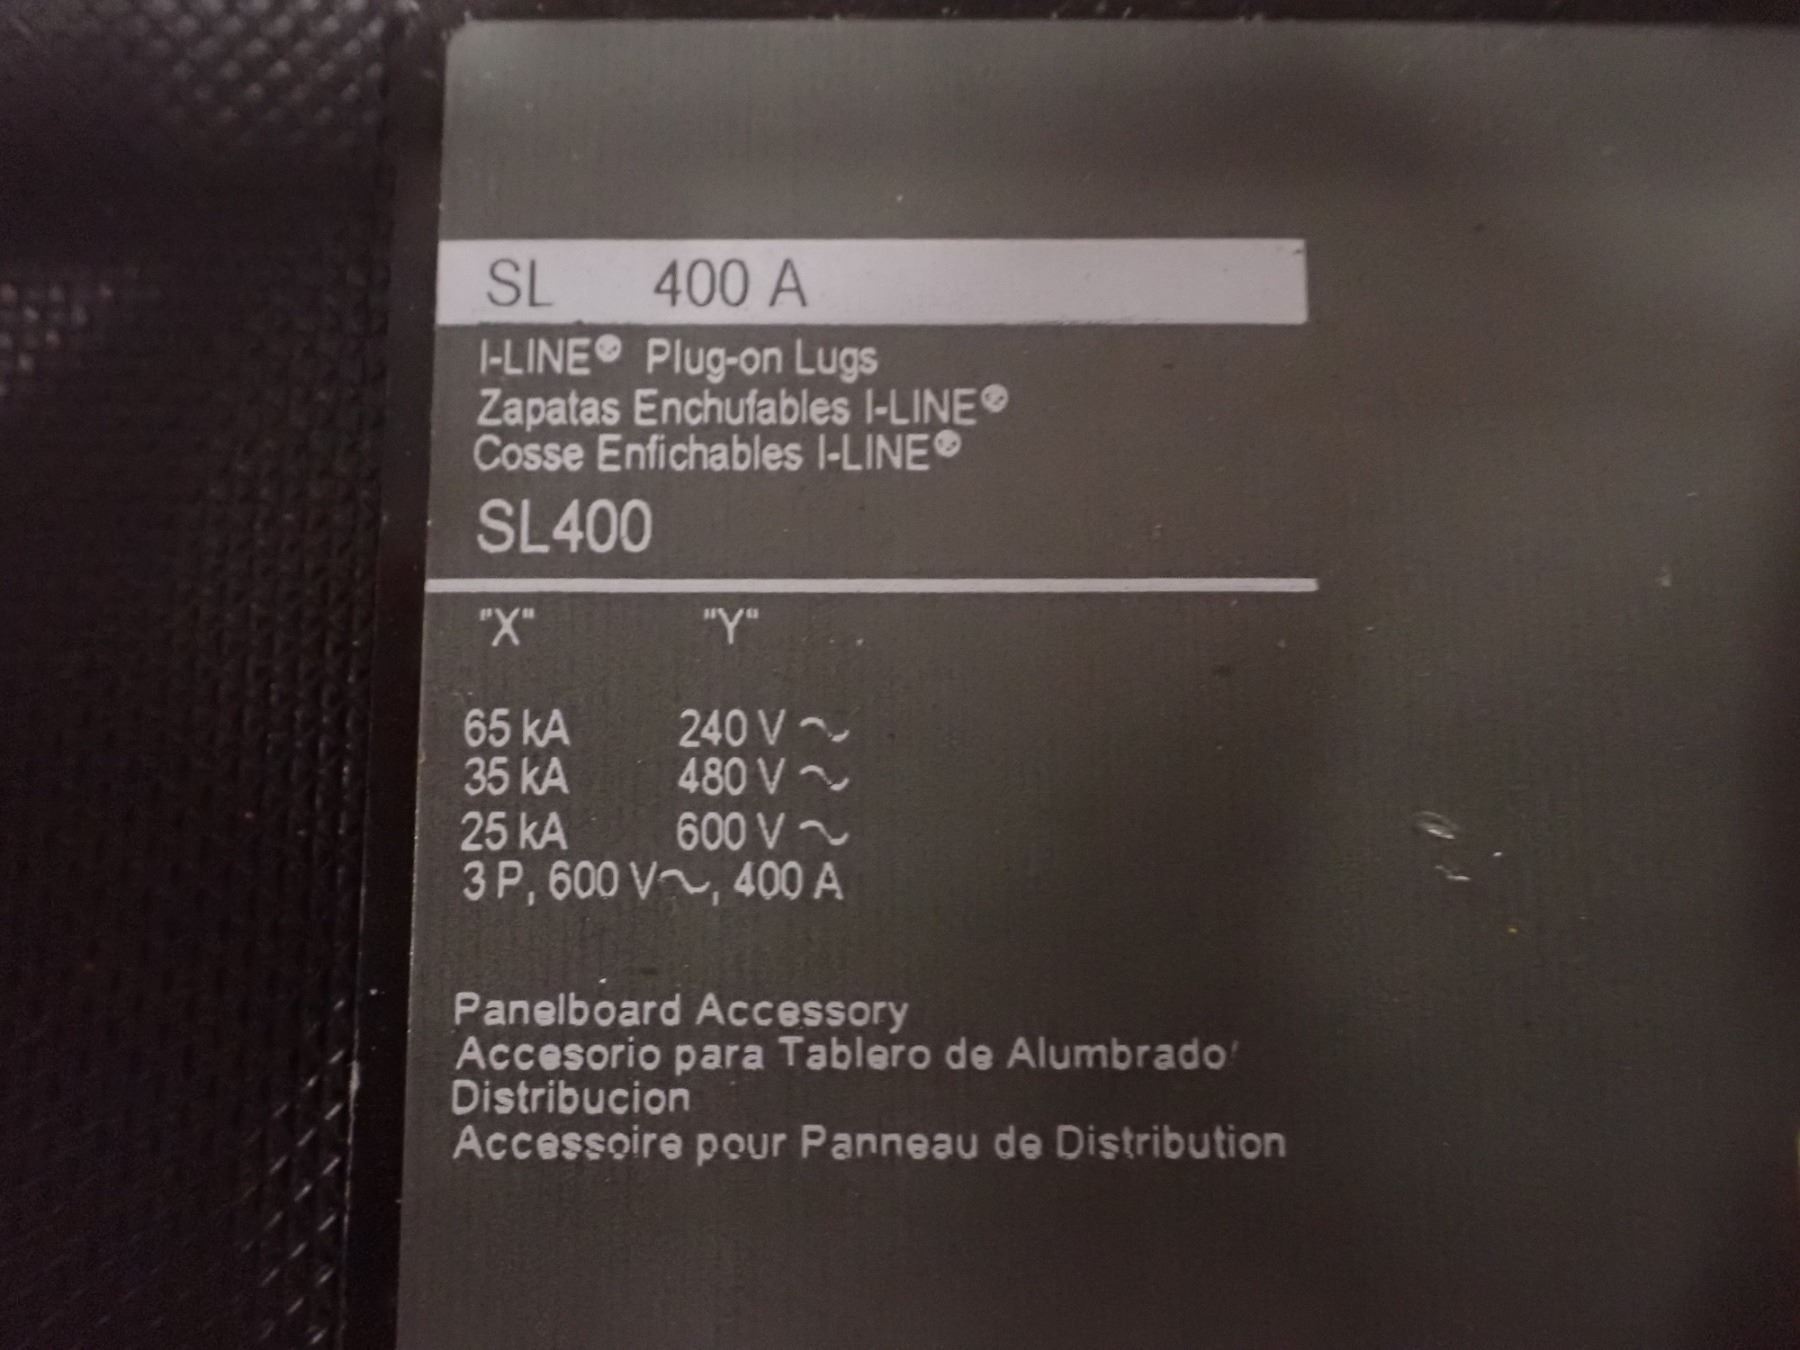 SL 400 A
I-LINE® Plug-on Lugs
Zapatas Enchufables I-LINE®
Cosse Enfichables I-LINE®
SL400
"X" "Y"
65 kA 240 V ~
35 kA 480 V ~
25 kA 600 V ~
3 P, 600 V~, 400 A
Panelboard Accessory
Accesorio para Tablero de Alumbrado/
Distribucion
Accessoire pour Panneau de Distribution